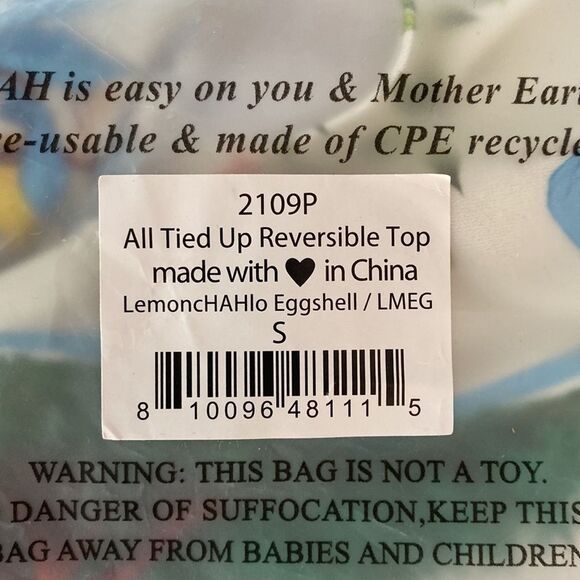 AH is easy on you & Mother Eart
re-usable & made of CPE recycle
2109P
All Tied Up Reversible Top
made with ♥ in China
LemoncHAHlo Eggshell / LMEG
S
8 10096 48111 5
WARNING: THIS BAG IS NOT A TOY.
DANGER OF SUFFOCATION,KEEP THIS
BAG AWAY FROM BABIES AND CHILDREN